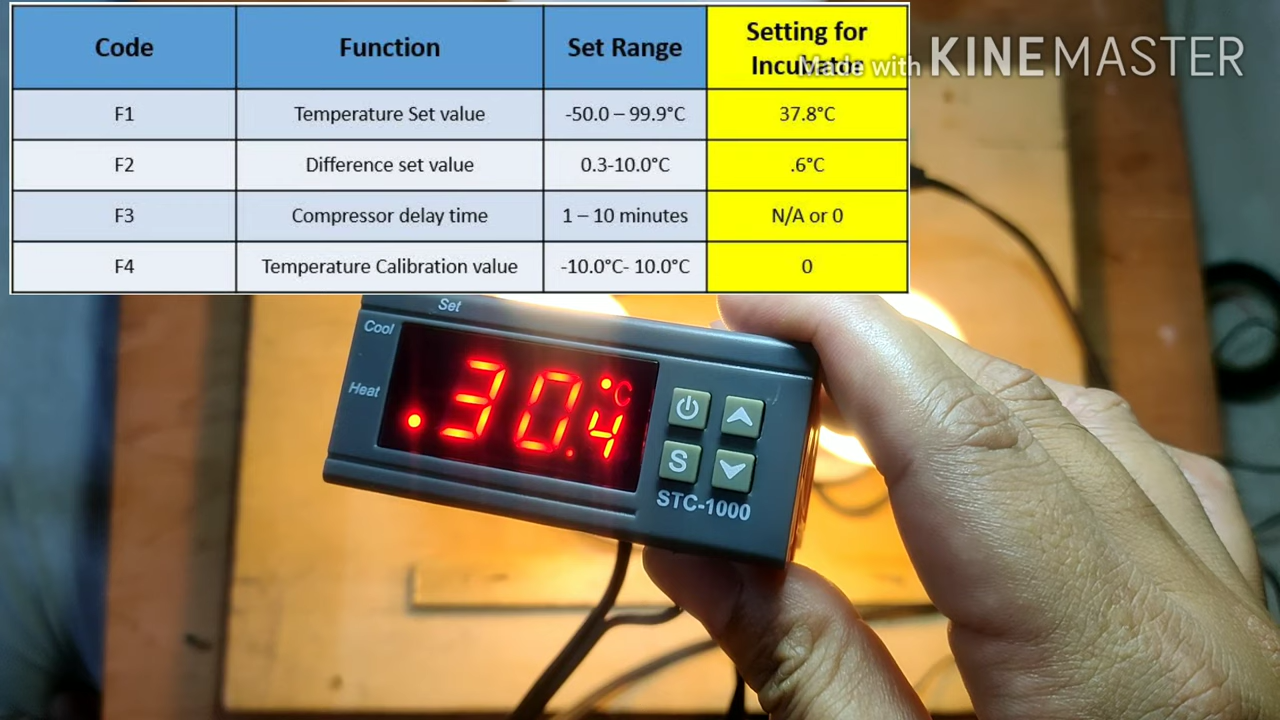 Code Function Set Range Setting for Incubator
Made with KINEMASTER
F1 Temperature Set value -50.0 – 99.9°C 37.8°C
F2 Difference set value 0.3-10.0°C .6°C
F3 Compressor delay time 1 – 10 minutes N/A or 0
F4 Temperature Calibration value -10.0°C- 10.0°C 0
Set
Cool
Heat
30.4 °C
S
STC-1000